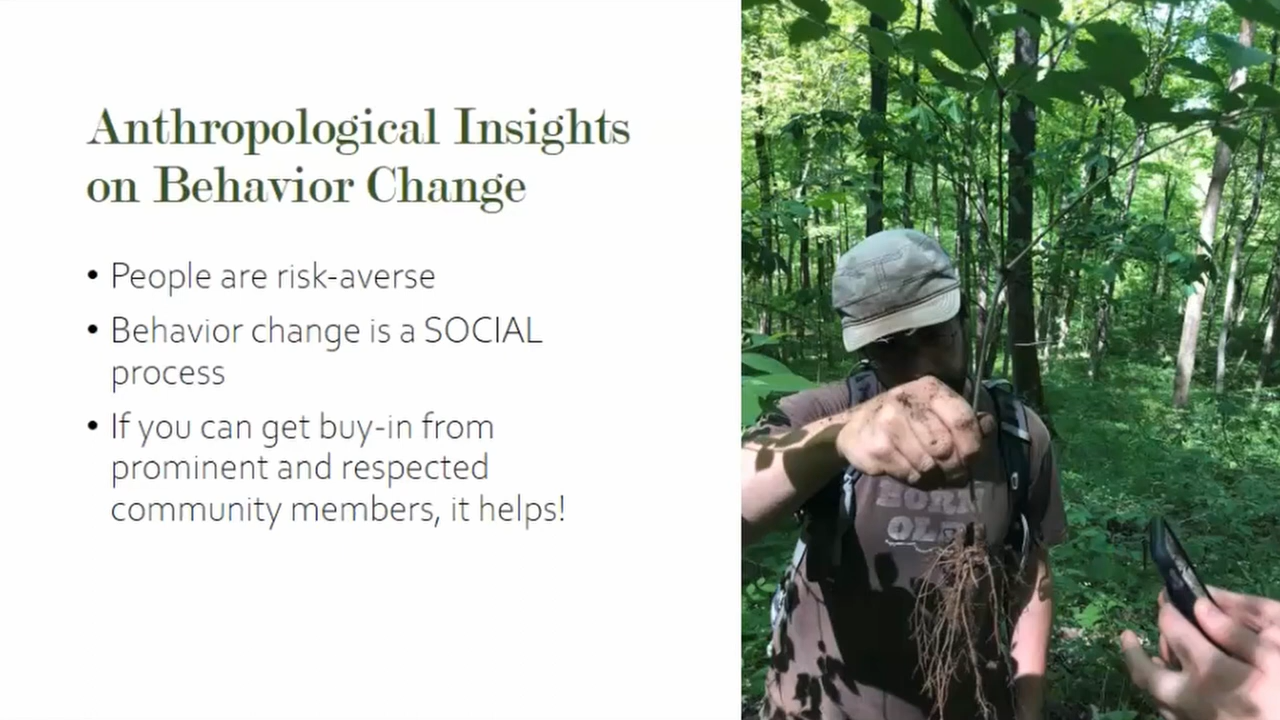 Anthropological Insights
on Behavior Change
• People are risk-averse
• Behavior change is a SOCIAL
process
• If you can get buy-in from
prominent and respected
community members, it helps!
BORN